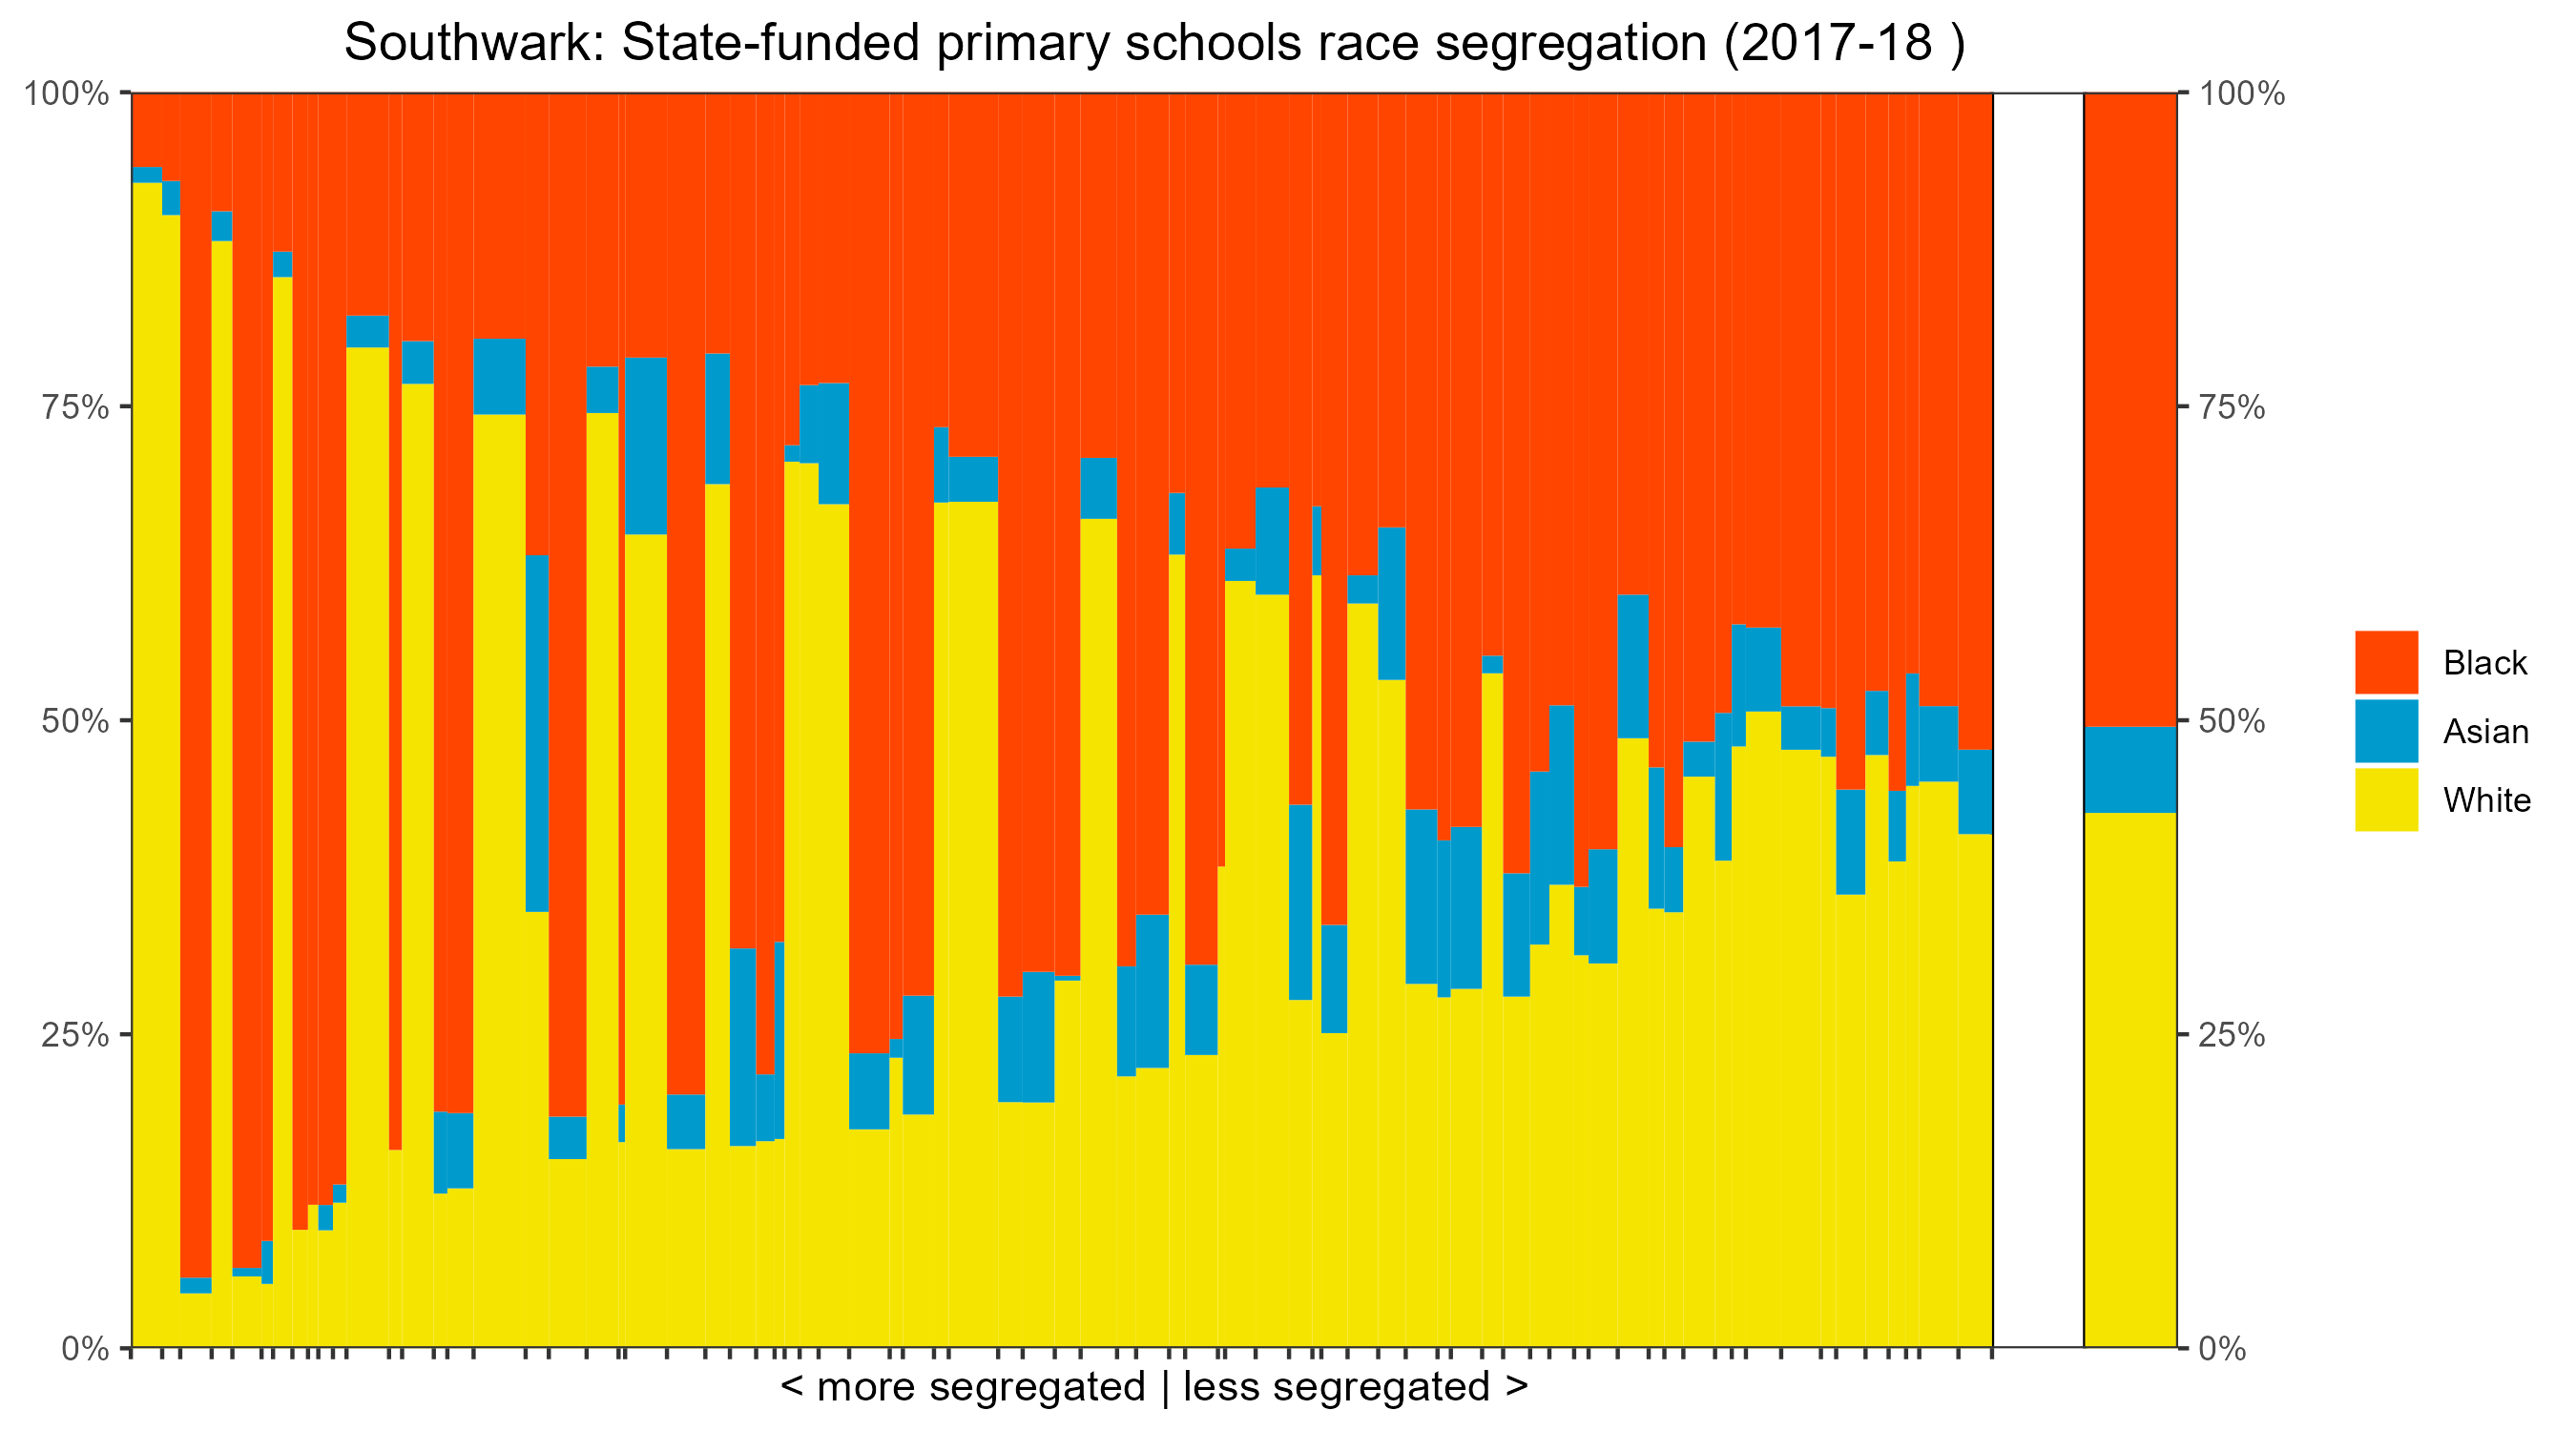 Southwark: State-funded primary schools race segregation (2017-18 )
100%
75%
50%
25%
0%
100%
75%
50%
25%
0%
Black
Asian
White
< more segregated | less segregated >